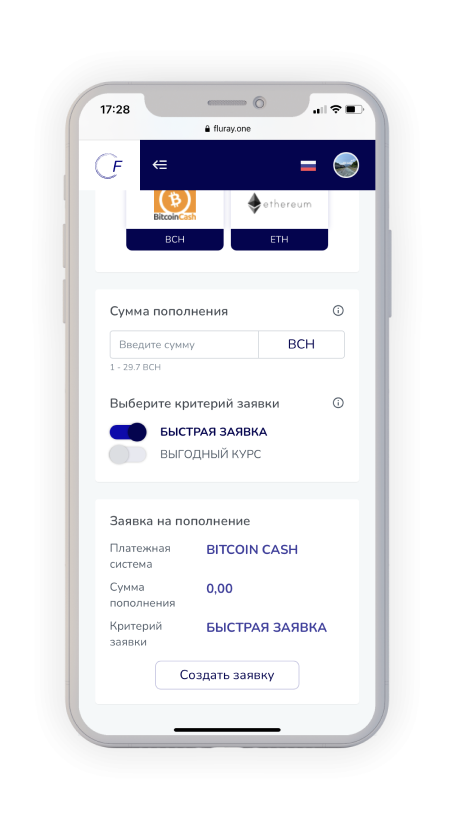 17:28
fluray.one
F
BitcoinCash
ethereum
BCH
ETH
Сумма пополнения
Введите сумму
BCH
1 - 29.7 BCH
Выберите критерий заявки
БЫСТРАЯ ЗАЯВКА
ВЫГОДНЫЙ КУРС
Заявка на пополнение
Платежная
система
BITCOIN CASH
Сумма
пополнения
0,00
Критерий
заявки
БЫСТРАЯ ЗАЯВКА
Создать заявку